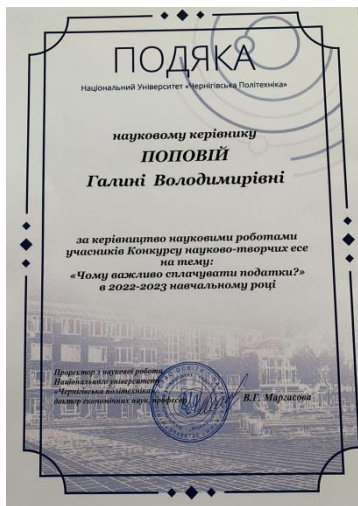 ПОДЯКА
Національний Університет «Чернігівська Політехніка»
науковому керівнику
ПОПОВІЙ
Галині Володимирівні
за керівництво науковими роботами
учасників Конкурсу науково-творчих есе
на тему:
«Чому важливо сплачувати податки?»
в 2022-2023 навчальному році
Проректор з наукової роботи
Національного університету
«Чернігівська політехніка»
доктор економічних наук, професор
В.Г. Маргасова